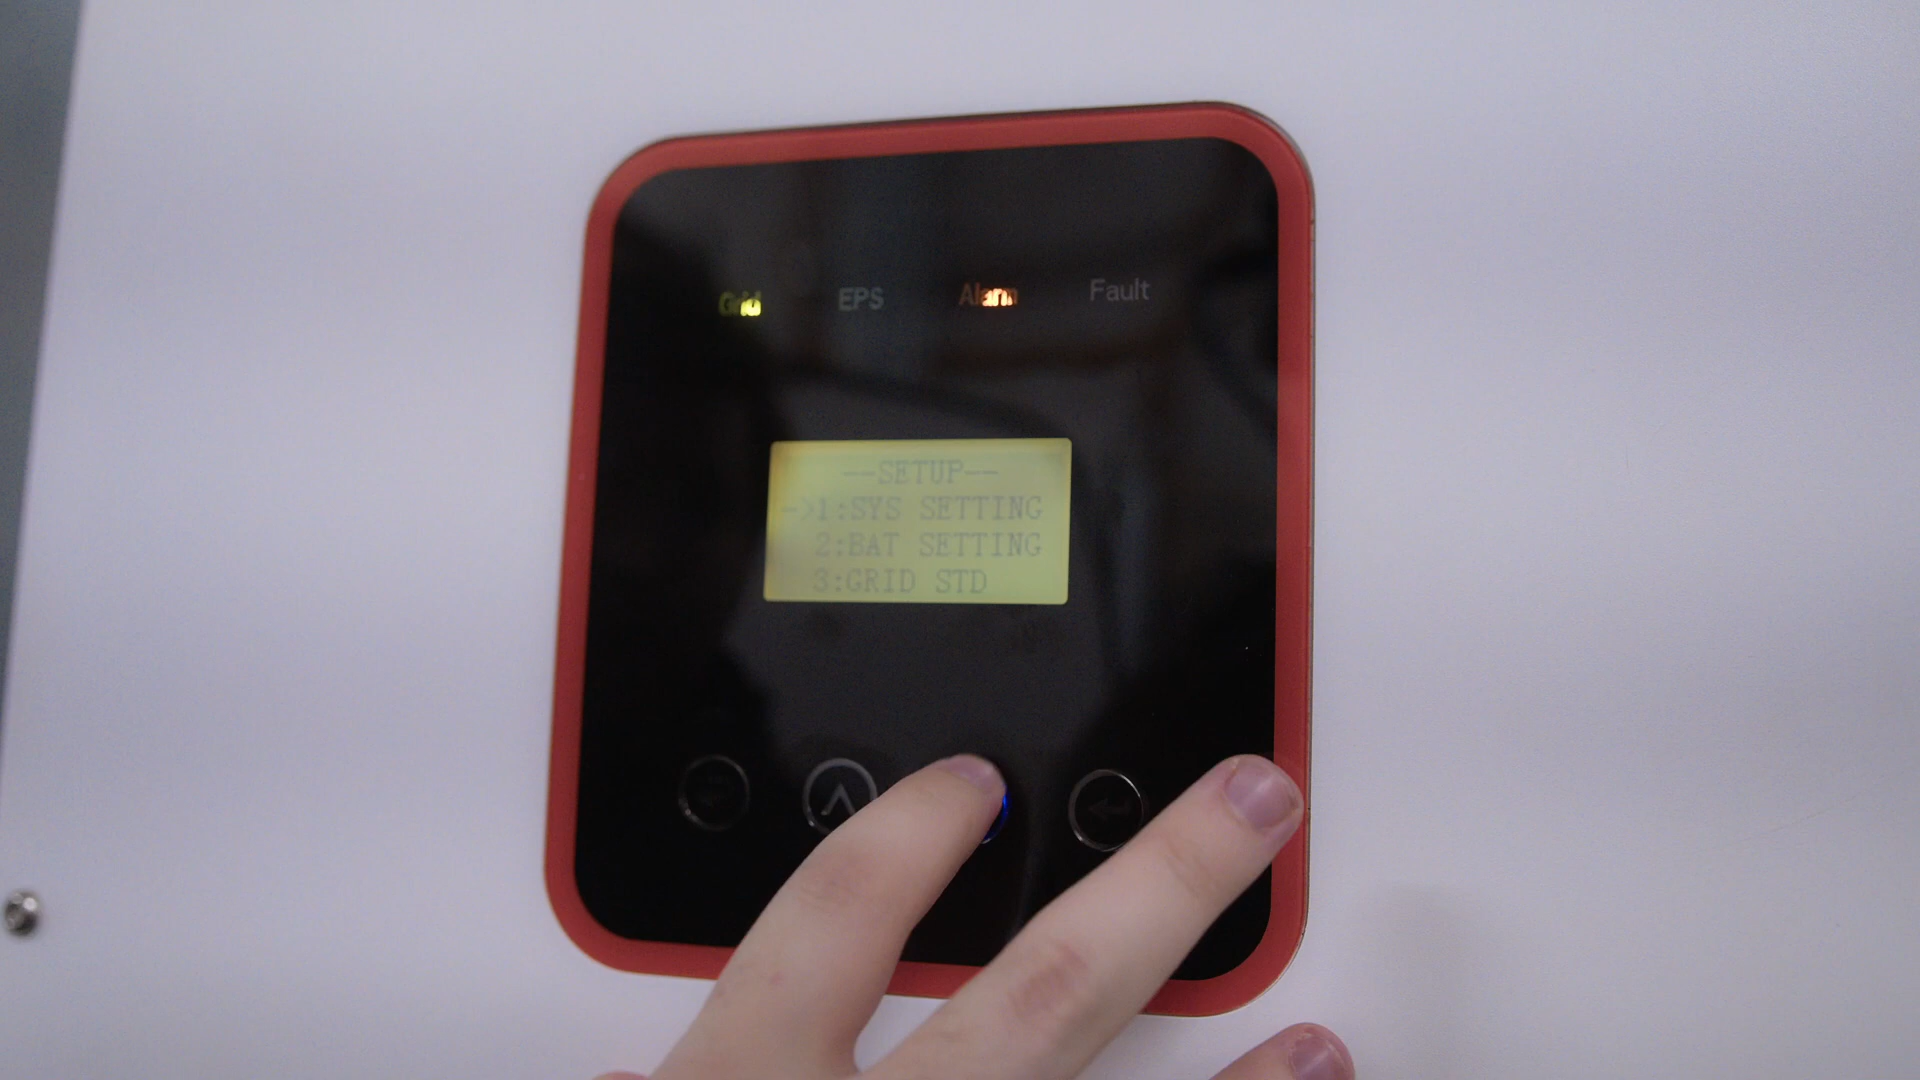 Grid EPS Alarm Fault
—SETUP—
->1:SYS SETTING
2:BAT SETTING
3:GRID STD